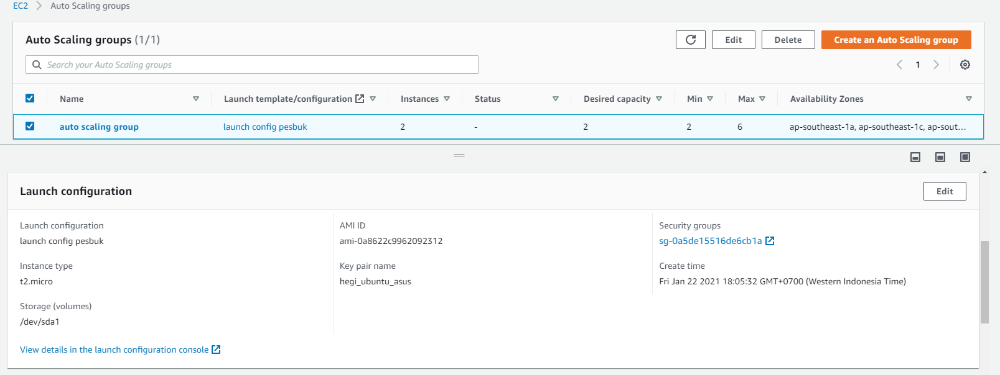 EC2 > Auto Scaling groups
Auto Scaling groups (1/1)
Edit
Delete
Create an Auto Scaling group
Search your Auto Scaling groups
1
Name
Launch template/configuration
Instances
Status
Desired capacity
Min
Max
Availability Zones
auto scaling group
launch config pesbuk
2
-
2
2
6
ap-southeast-1a, ap-southeast-1c, ap-sout...
Launch configuration
Edit
Launch configuration
launch config pesbuk
AMI ID
ami-0a8622c9962092312
Security groups
sg-0a5de15516de6cb1a
Instance type
t2.micro
Key pair name
hegi_ubuntu_asus
Create time
Fri Jan 22 2021 18:05:32 GMT+0700 (Western Indonesia Time)
Storage (volumes)
/dev/sda1
View details in the launch configuration console